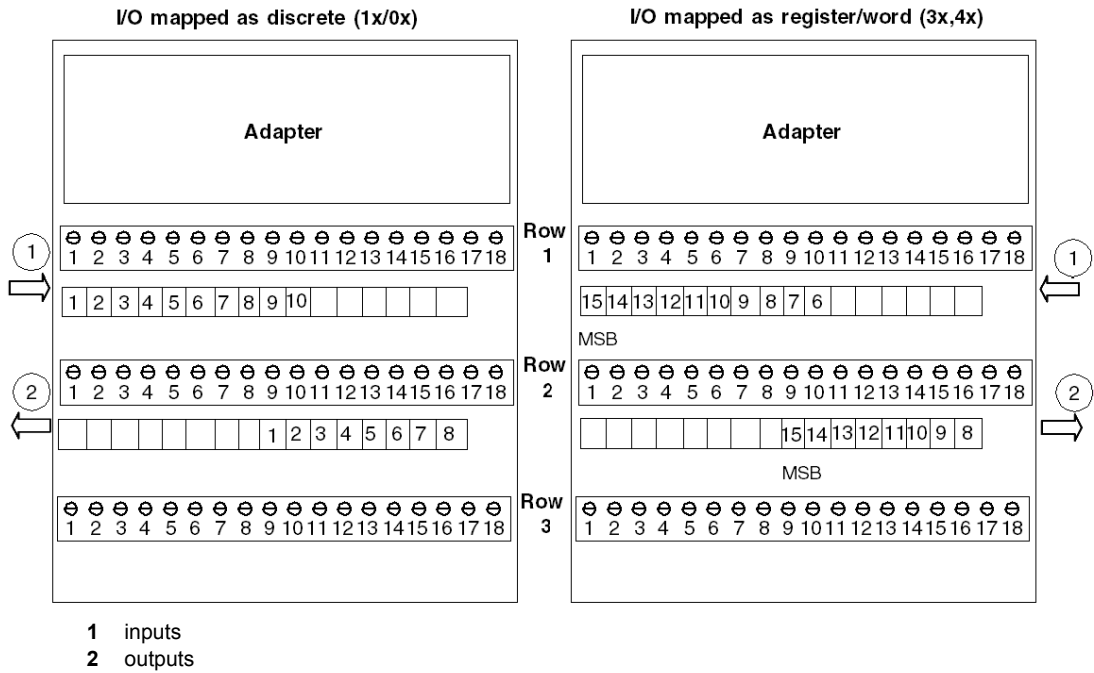 I/O mapped as discrete (1x/0x)
I/O mapped as register/word (3x,4x)
Adapter
Adapter
1
Row 1
1
1 2 3 4 5 6 7 8 9 10 11 12 13 14 15 16 17 18
1 2 3 4 5 6 7 8 9 10 11 12 13 14 15 16 17 18
1 2 3 4 5 6 7 8 9 10
15 14 13 12 11 10 9 8 7 6
MSB
2
Row 2
2
1 2 3 4 5 6 7 8 9 10 11 12 13 14 15 16 17 18
1 2 3 4 5 6 7 8 9 10 11 12 13 14 15 16 17 18
1 2 3 4 5 6 7 8
15 14 13 12 11 10 9 8
MSB
Row 3
1 2 3 4 5 6 7 8 9 10 11 12 13 14 15 16 17 18
1 2 3 4 5 6 7 8 9 10 11 12 13 14 15 16 17 18
1 inputs
2 outputs